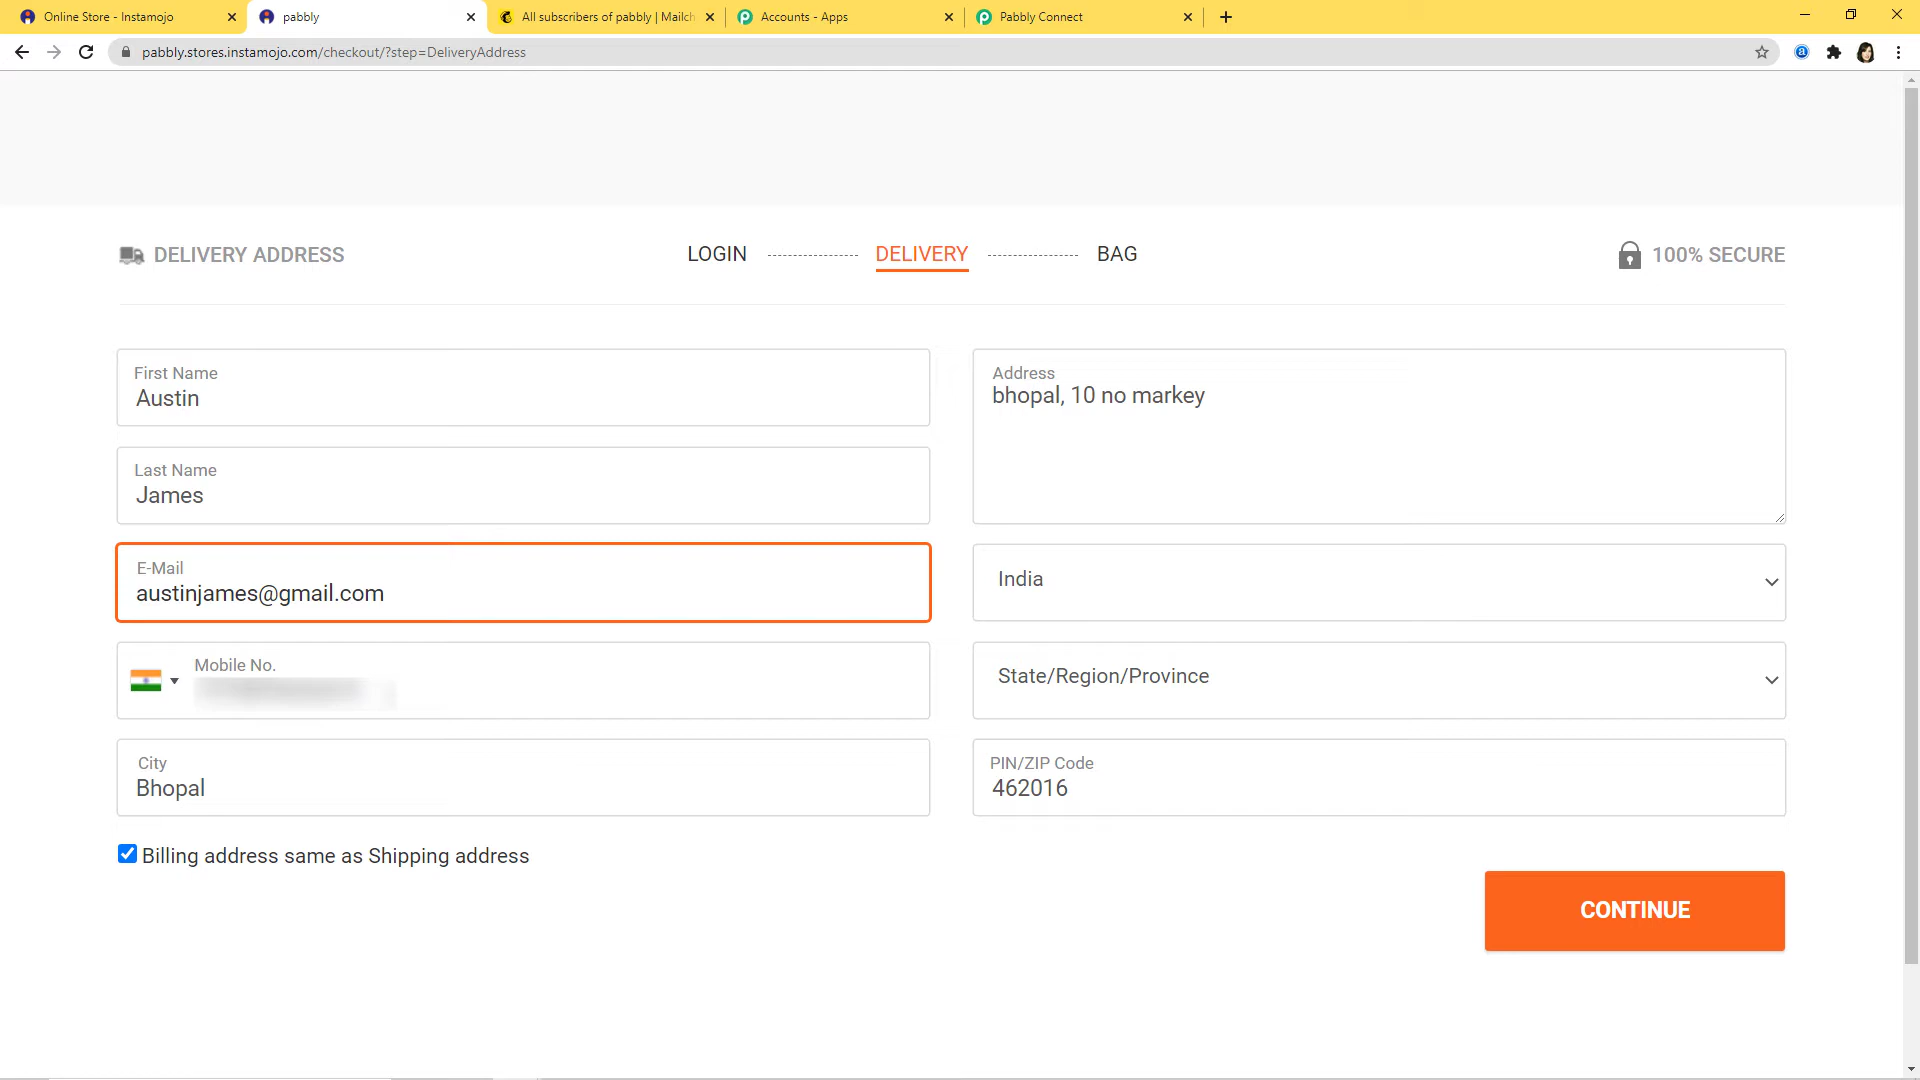 Online Store - Instamojo
pabbly
All subscribers of pabbly | Mailch
Accounts - Apps
Pabbly Connect
pabbly.stores.instamojo.com/checkout/?step=DeliveryAddress
DELIVERY ADDRESS
LOGIN
DELIVERY
BAG
100% SECURE
First Name
Austin
Last Name
James
E-Mail
austinjames@gmail.com
Mobile No.
City
Bhopal
Address
bhopal, 10 no markey
India
State/Region/Province
PIN/ZIP Code
462016
Billing address same as Shipping address
CONTINUE